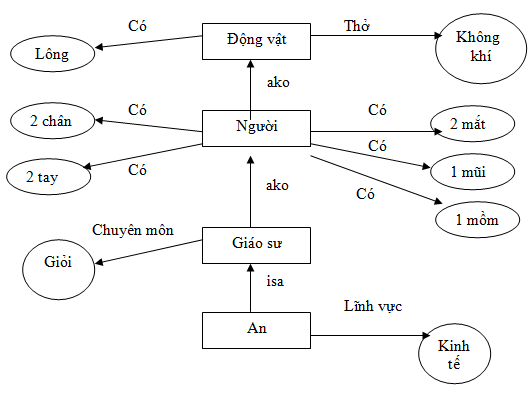 Có
Thở
Lông
Động vật
Không
khí
ako
2 chân
Có
Người
Có
2 mắt
2 tay
Có
Có
1 mũi
ako
Có
1 mồm
Chuyên môn
Giỏi
Giáo sư
isa
Lĩnh vực
An
Kinh
tế